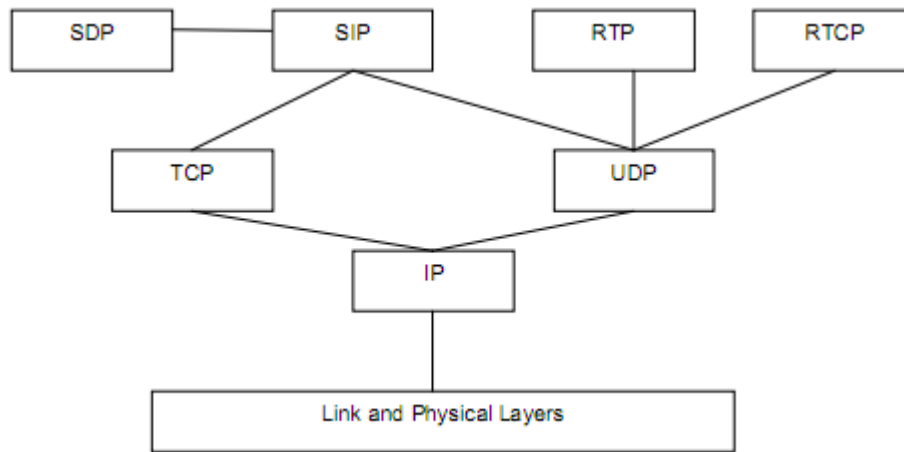 SDP
SIP
RTP
RTCP
TCP
UDP
IP
Link and Physical Layers